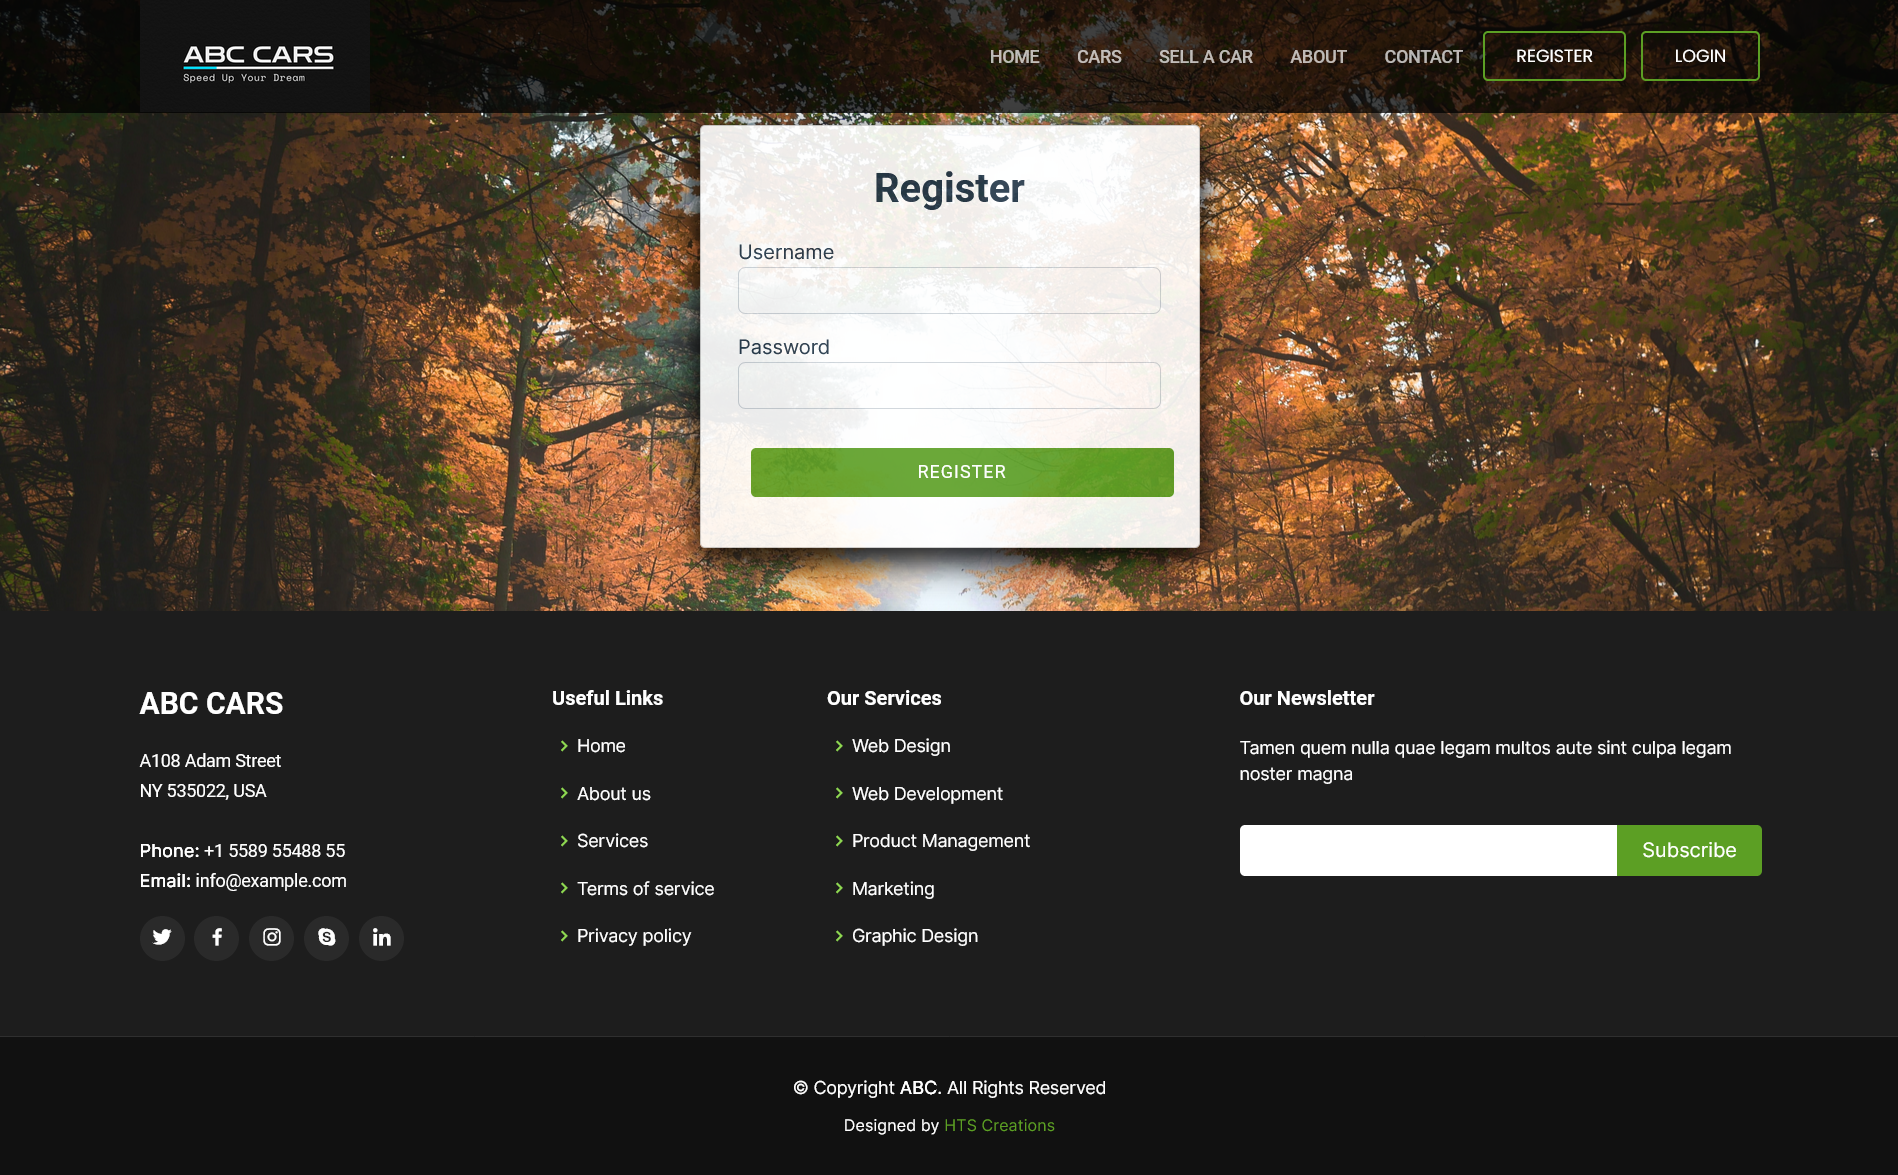 ABC CARS
Speed Up Your Dream
HOME
CARS
SELL A CAR
ABOUT
CONTACT
REGISTER
LOGIN
Register
Username
Password
REGISTER
ABC CARS
A108 Adam Street
NY 535022, USA
Phone: +1 5589 55488 55
Email: info@example.com
Useful Links
Home
About us
Services
Terms of service
Privacy policy
Our Services
Web Design
Web Development
Product Management
Marketing
Graphic Design
Our Newsletter
Tamen quem nulla quae legam multos aute sint culpa legam
noster magna
Subscribe
© Copyright ABC. All Rights Reserved
Designed by HTS Creations